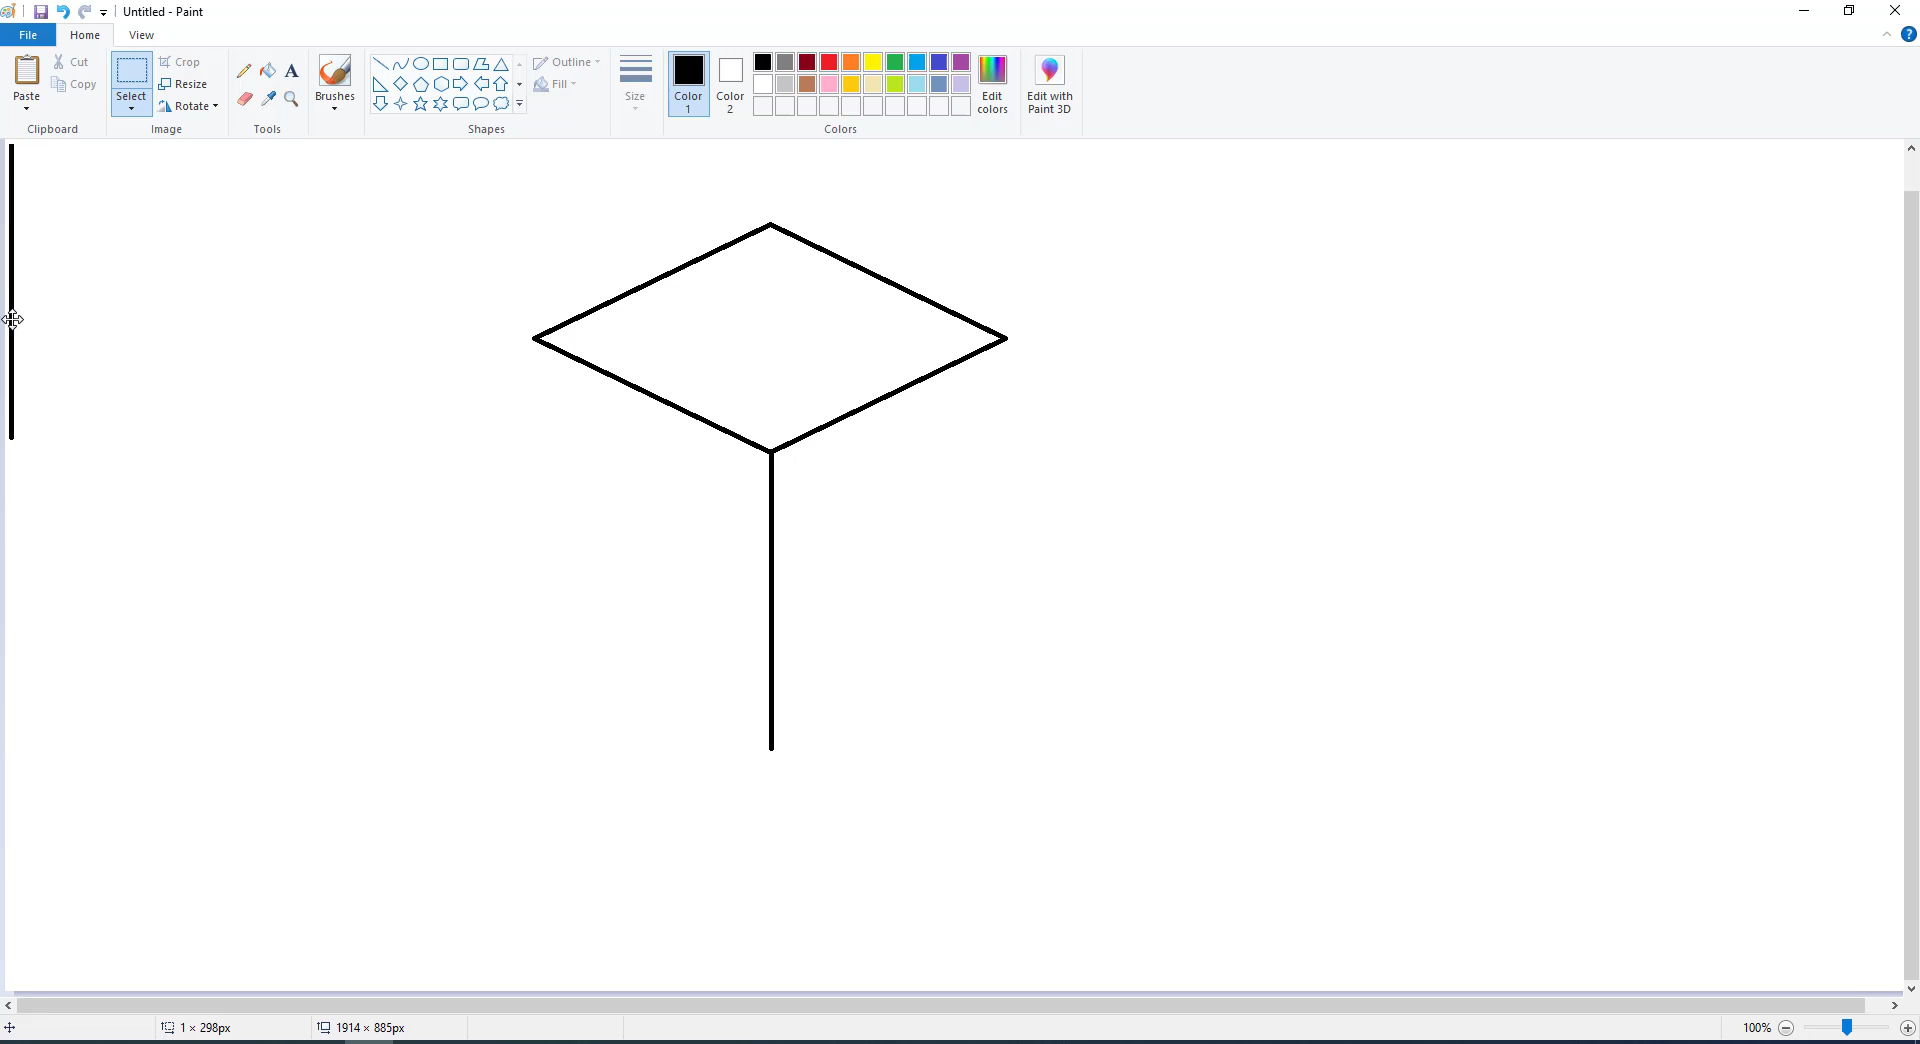 Untitled - Paint
File Home View
Paste Cut Copy
Select Crop Resize Rotate
Brushes
Outline Fill
Size
Color 1 Color 2
Edit colors
Edit with Paint 3D
Clipboard Image Tools Shapes Colors
1 × 298px 1914 × 885px 100%